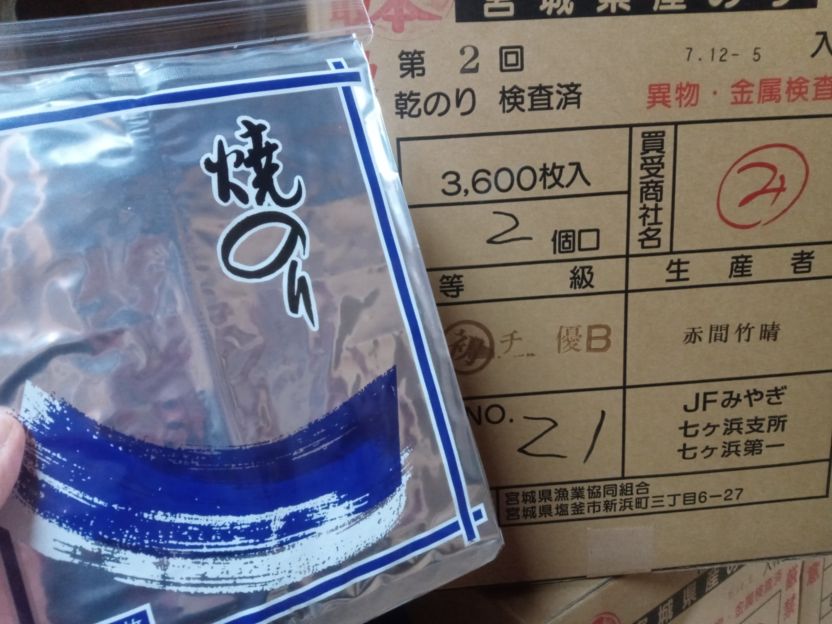 焼のり
宮城県産のり
第2回
7.12-5
入
乾のり 検査済
異物・金属検査
3,600枚入
2個口
買受商社名
み
等級
生産者
初 チ 優B
赤間竹晴
NO. 21
JFみやぎ
七ヶ浜支所
七ヶ浜第一
宮城県漁業協同組合
宮城県塩釜市新浜町三丁目6-27